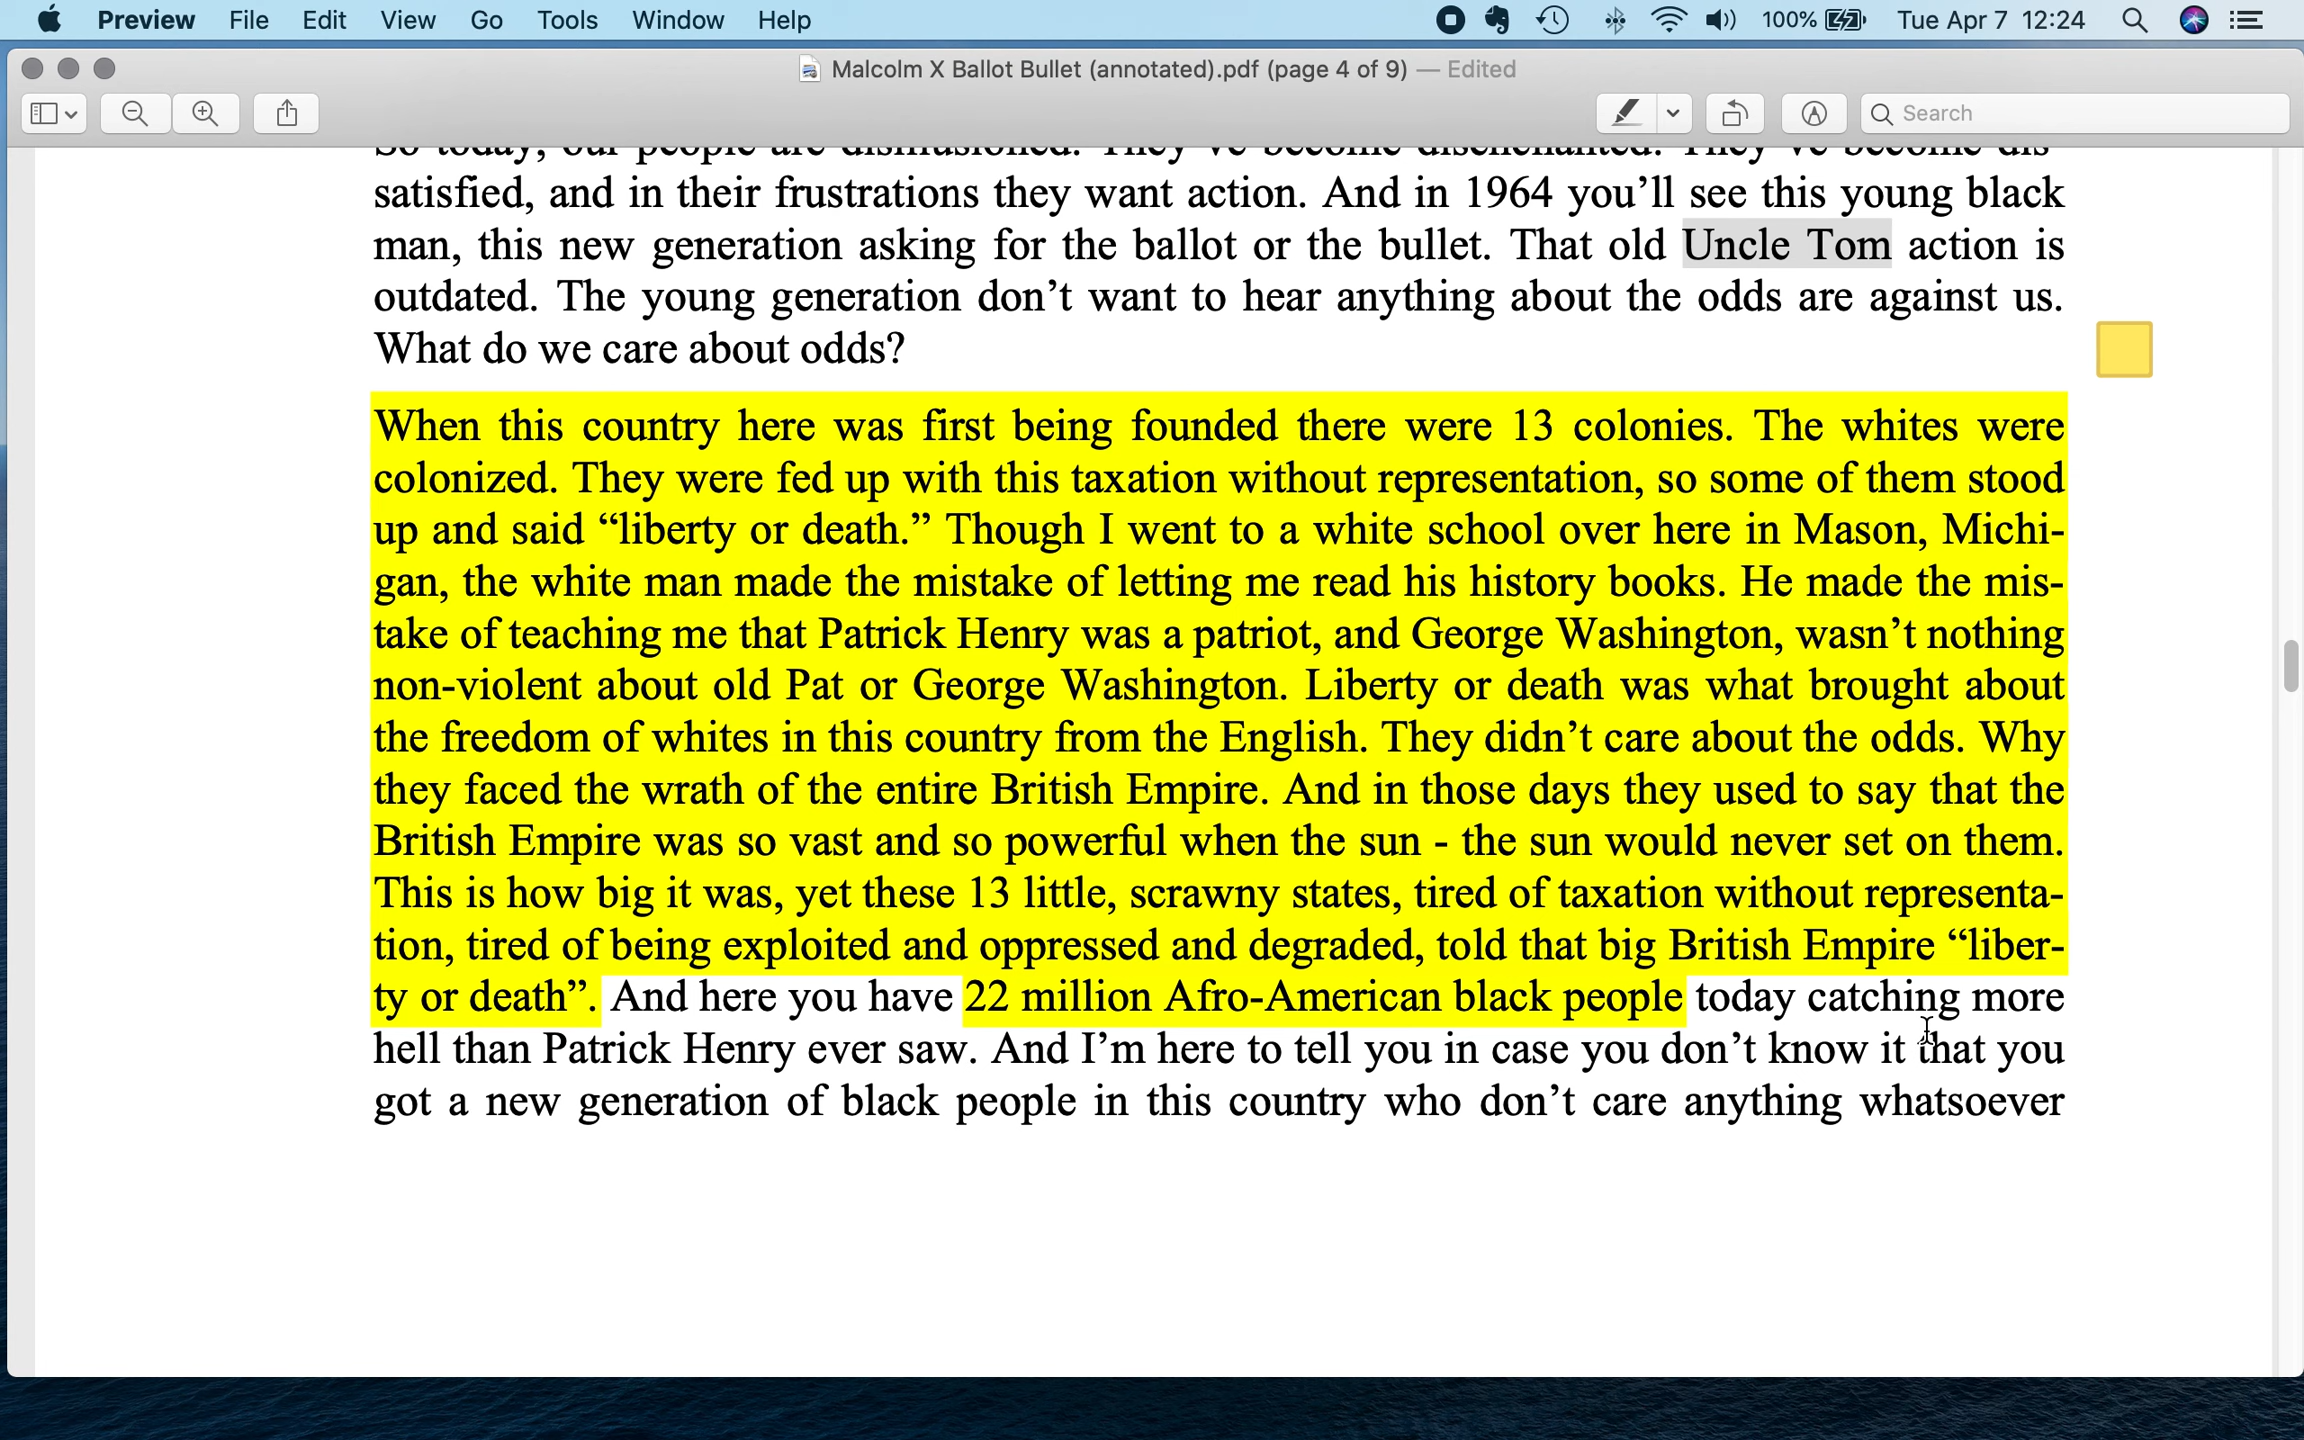 Preview File Edit View Go Tools Window Help 100% Tue Apr 7 12:24
Malcolm X Ballot Bullet (annotated).pdf (page 4 of 9) — Edited
Search
So today, our people are disillusioned. They've become disenchanted. They've become dis-
satisfied, and in their frustrations they want action. And in 1964 you'll see this young black
man, this new generation asking for the ballot or the bullet. That old Uncle Tom action is
outdated. The young generation don't want to hear anything about the odds are against us.
What do we care about odds?
When this country here was first being founded there were 13 colonies. The whites were
colonized. They were fed up with this taxation without representation, so some of them stood
up and said “liberty or death.” Though I went to a white school over here in Mason, Michi-
gan, the white man made the mistake of letting me read his history books. He made the mis-
take of teaching me that Patrick Henry was a patriot, and George Washington, wasn’t nothing
non-violent about old Pat or George Washington. Liberty or death was what brought about
the freedom of whites in this country from the English. They didn’t care about the odds. Why
they faced the wrath of the entire British Empire. And in those days they used to say that the
British Empire was so vast and so powerful when the sun - the sun would never set on them.
This is how big it was, yet these 13 little, scrawny states, tired of taxation without representa-
tion, tired of being exploited and oppressed and degraded, told that big British Empire “liber-
ty or death”. And here you have 22 million Afro-American black people today catching more
hell than Patrick Henry ever saw. And I’m here to tell you in case you don’t know it that you
got a new generation of black people in this country who don’t care anything whatsoever